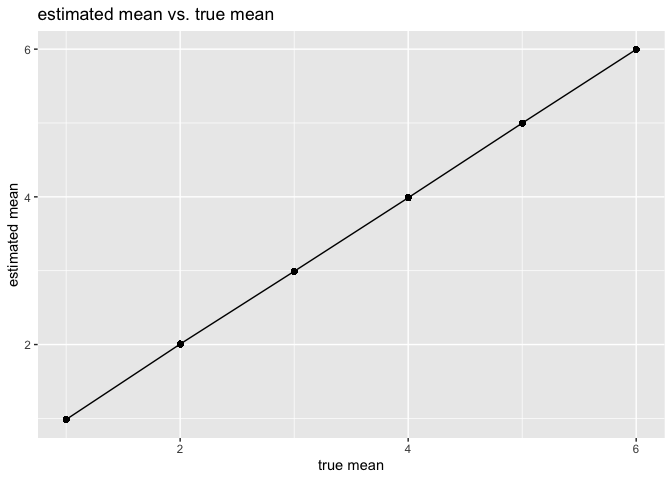 estimated mean vs. true mean
6
4
2
estimated mean
2 4 6
true mean